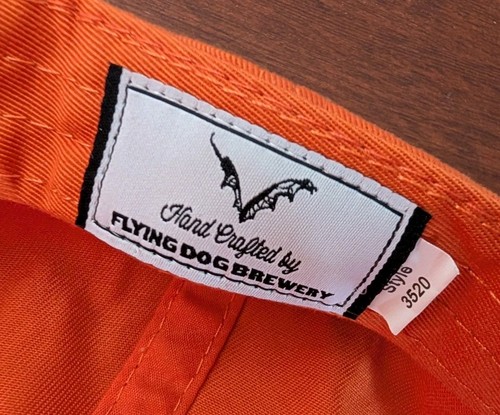 Hand Crafted by
FLYING DOG BREWERY
Style
3520